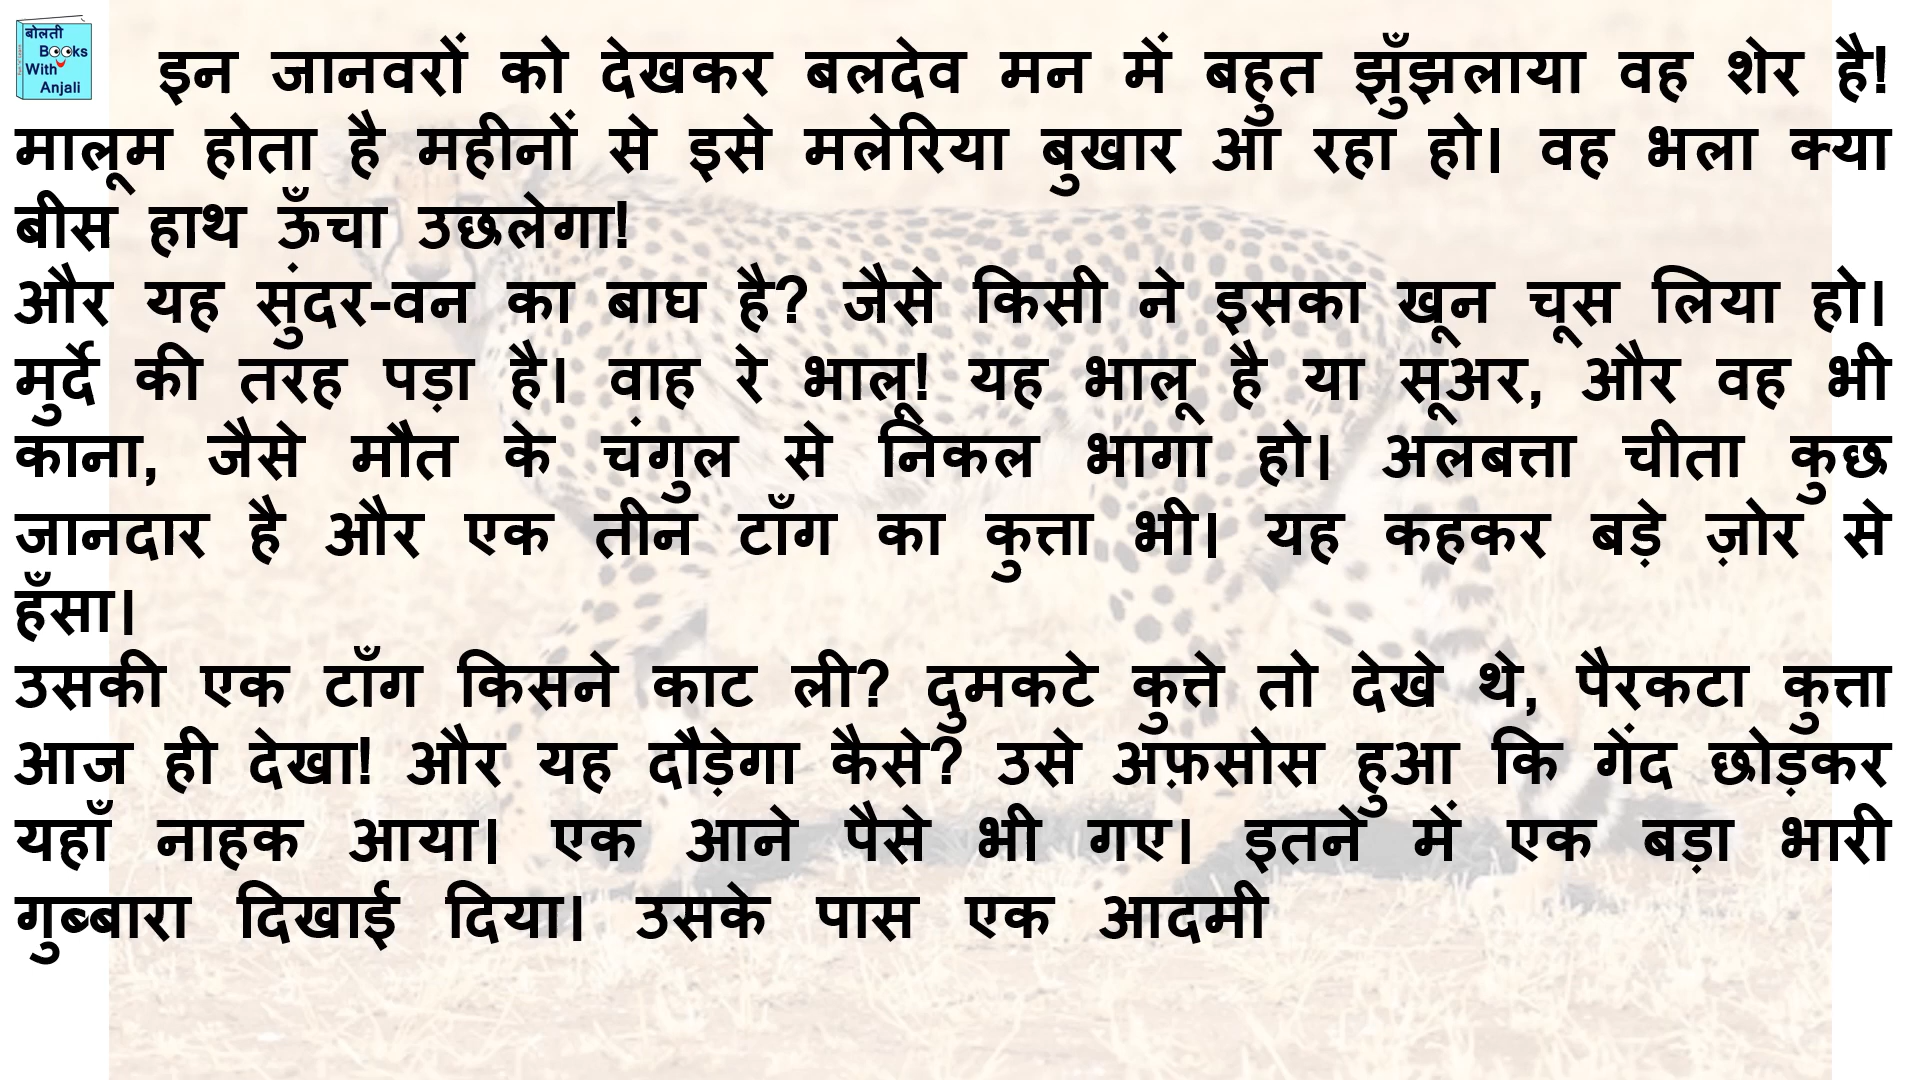 बोलती
Books
With
Anjali
इन जानवरों को देखकर बलदेव मन में बहुत झुँझलाया वह शेर है!
मालूम होता है महीनों से इसे मलेरिया बुखार आ रहा हो। वह भला क्या
बीस हाथ ऊँचा उछलेगा!
और यह सुंदर-वन का बाघ है? जैसे किसी ने इसका खून चूस लिया हो।
मुर्दे की तरह पड़ा है। वाह रे भालू! यह भालू है या सूअर, और वह भी
काना, जैसे मौत के चंगुल से निकल भागा हो। अलबत्ता चीता कुछ
जानदार है और एक तीन टाँग का कुत्ता भी। यह कहकर बड़े ज़ोर से
हँसा।
उसकी एक टाँग किसने काट ली? दुमकटे कुत्ते तो देखे थे, पैरकटा कुत्ता
आज ही देखा! और यह दौड़ेगा कैसे? उसे अफ़सोस हुआ कि गेंद छोड़कर
यहाँ नाहक आया। एक आने पैसे भी गए। इतने में एक बड़ा भारी
गुब्बारा दिखाई दिया। उसके पास एक आदमी